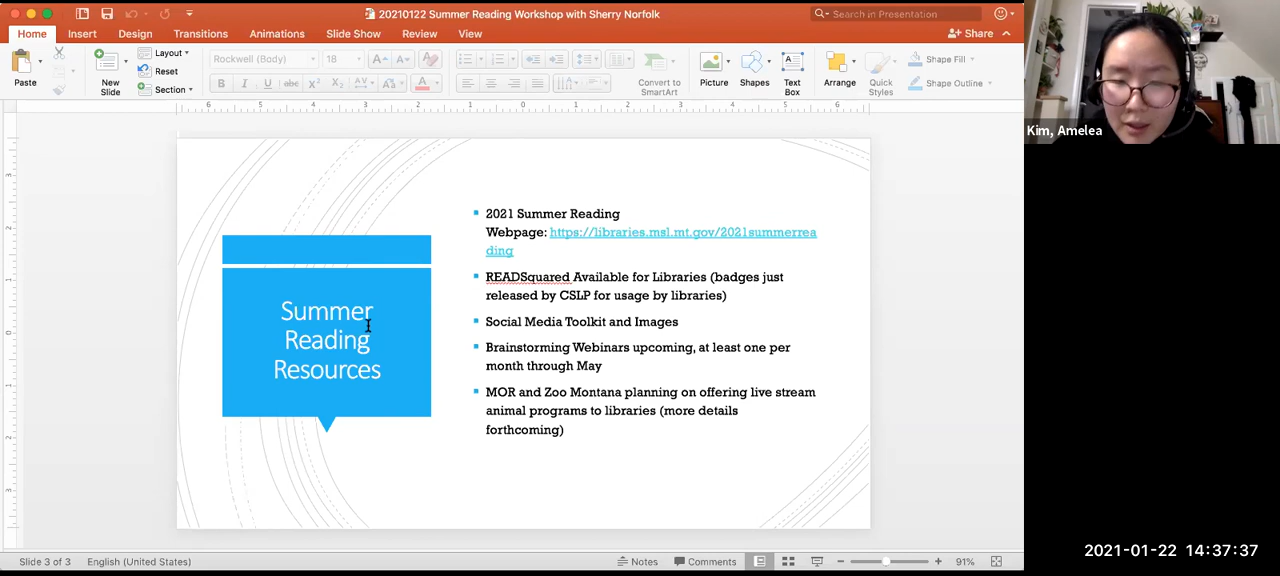 20210122 Summer Reading Workshop with Sherry Norfolk
Search in Presentation
Home
Insert
Design
Transitions
Animations
Slide Show
Review
View
Share
Paste
New
Slide
Layout
Reset
Section
Rockwell (Body)
18
Convert to
SmartArt
Picture
Shapes
Text
Box
Arrange
Quick
Styles
Shape Fill
Shape Outline
Kim, Amelea
Summer
Reading
Resources
2021 Summer Reading
Webpage: https://libraries.msl.mt.gov/2021summerrea
ding
READSquared Available for Libraries (badges just
released by CSLP for usage by libraries)
Social Media Toolkit and Images
Brainstorming Webinars upcoming, at least one per
month through May
MOR and Zoo Montana planning on offering live stream
animal programs to libraries (more details
forthcoming)
Slide 3 of 3
English (United States)
Notes
Comments
91%
2021-01-22 14:37:37